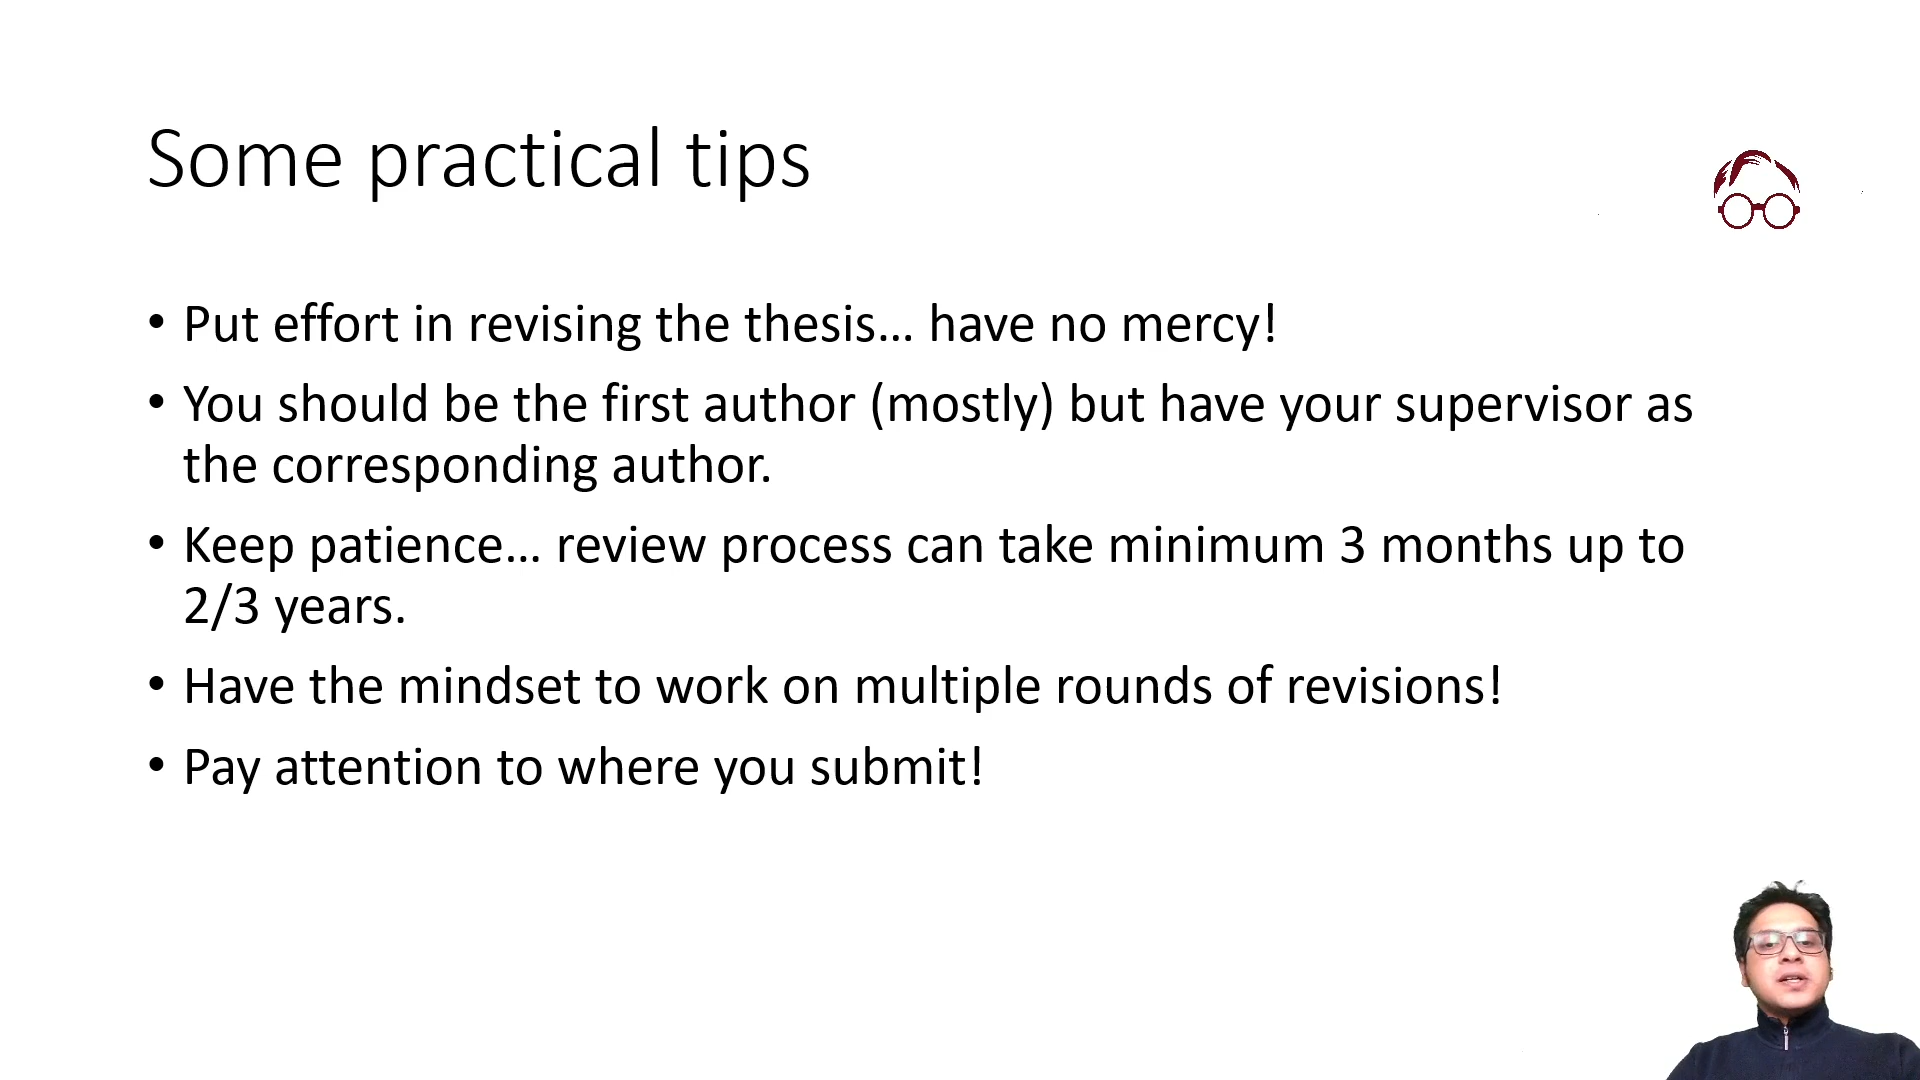 Some practical tips
• Put effort in revising the thesis... have no mercy!
• You should be the first author (mostly) but have your supervisor as
the corresponding author.
• Keep patience... review process can take minimum 3 months up to
2/3 years.
• Have the mindset to work on multiple rounds of revisions!
• Pay attention to where you submit!